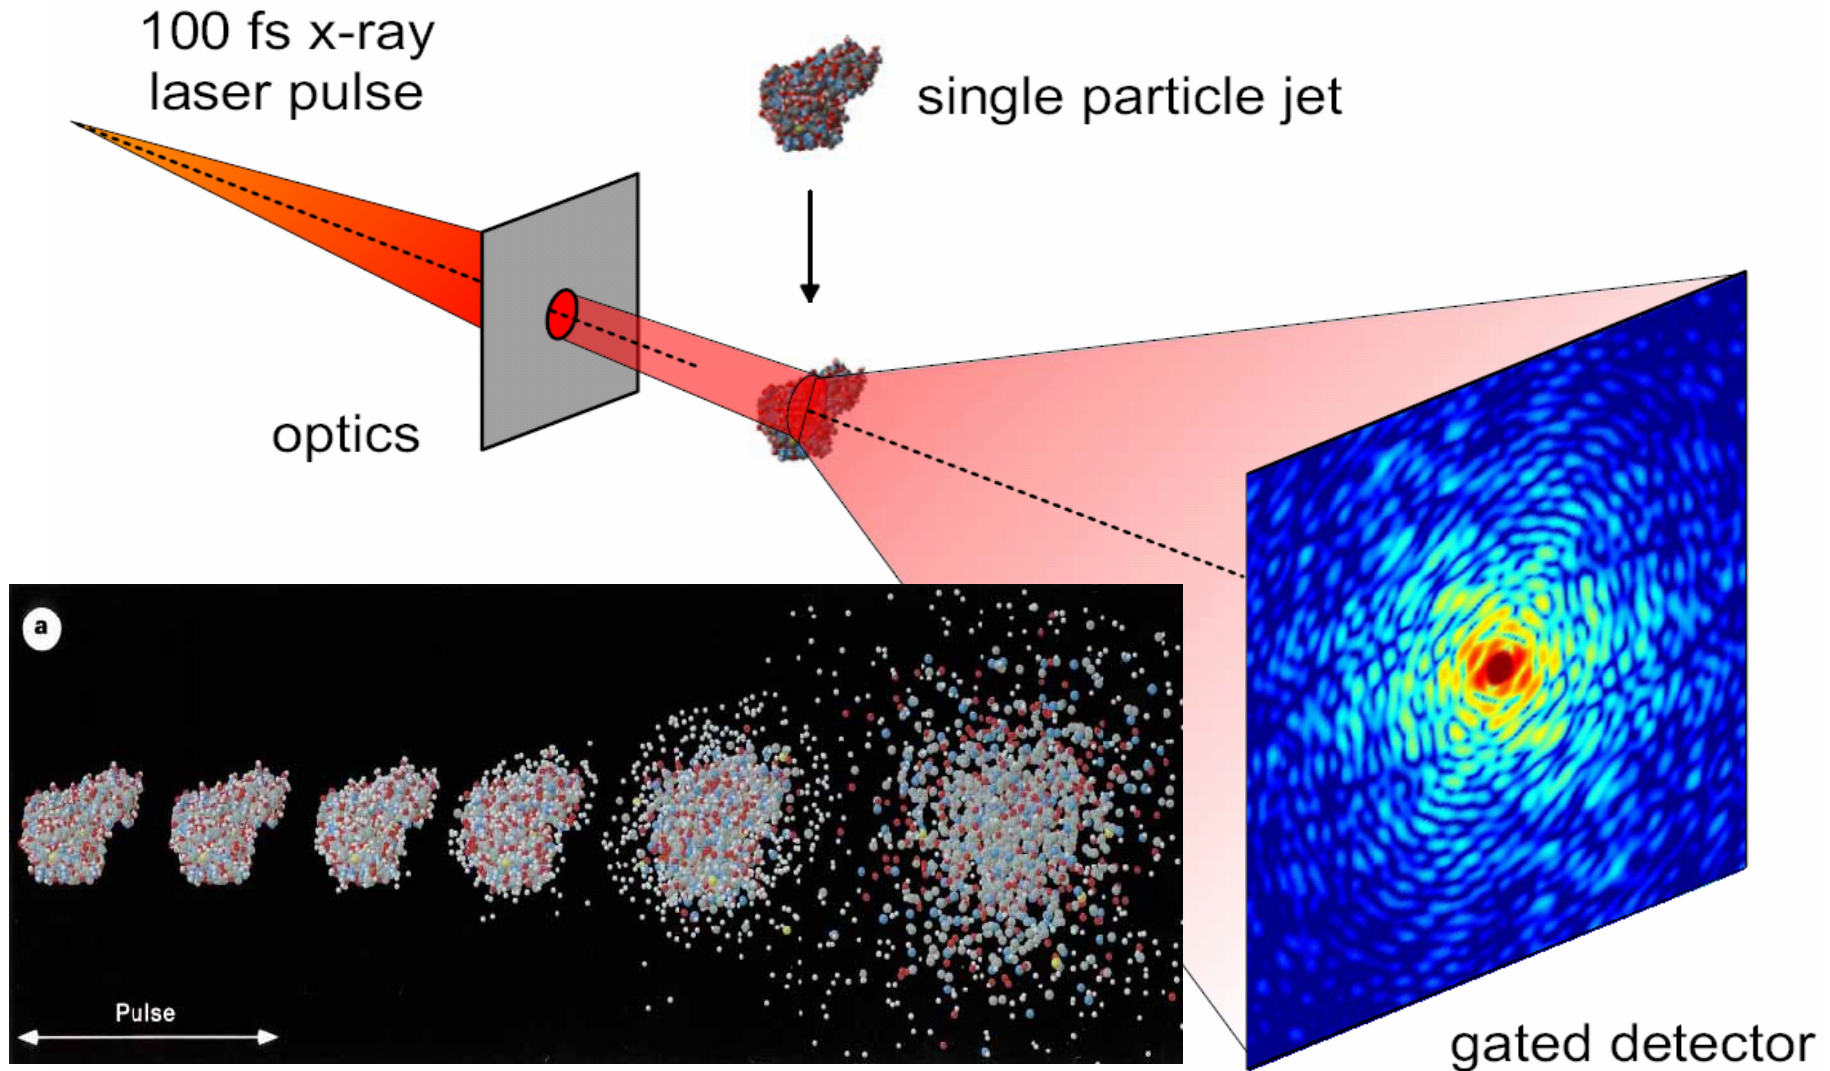 100 fs x-ray
laser pulse
single particle jet
optics
a
Pulse
gated detector